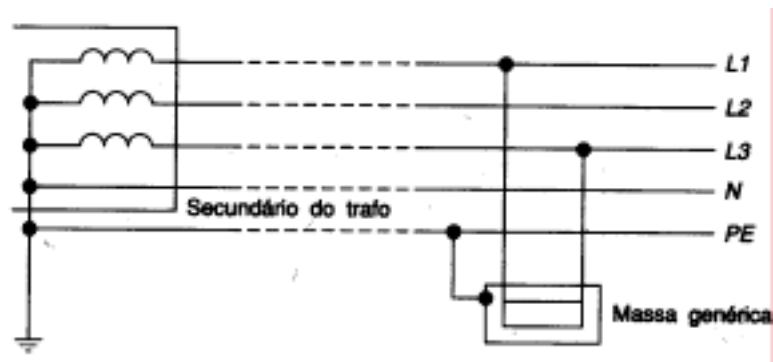 L1
L2
L3
N
Secundário do trafo
PE
Massa genérica